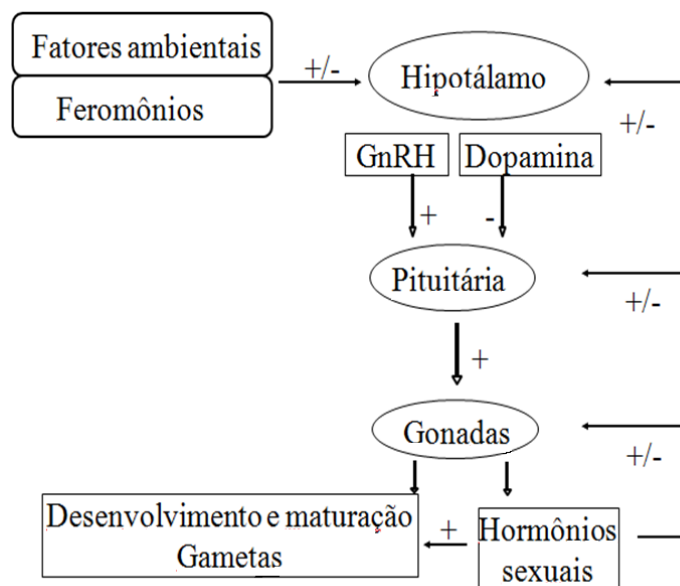 Fatores ambientais
Feromônios
+/-
Hipotálamo
+/-
GnRH
Dopamina
+
-
Pituitária
+/-
+
Gonadas
+/-
Desenvolvimento e maturação
Gametas
+
Hormônios
sexuais